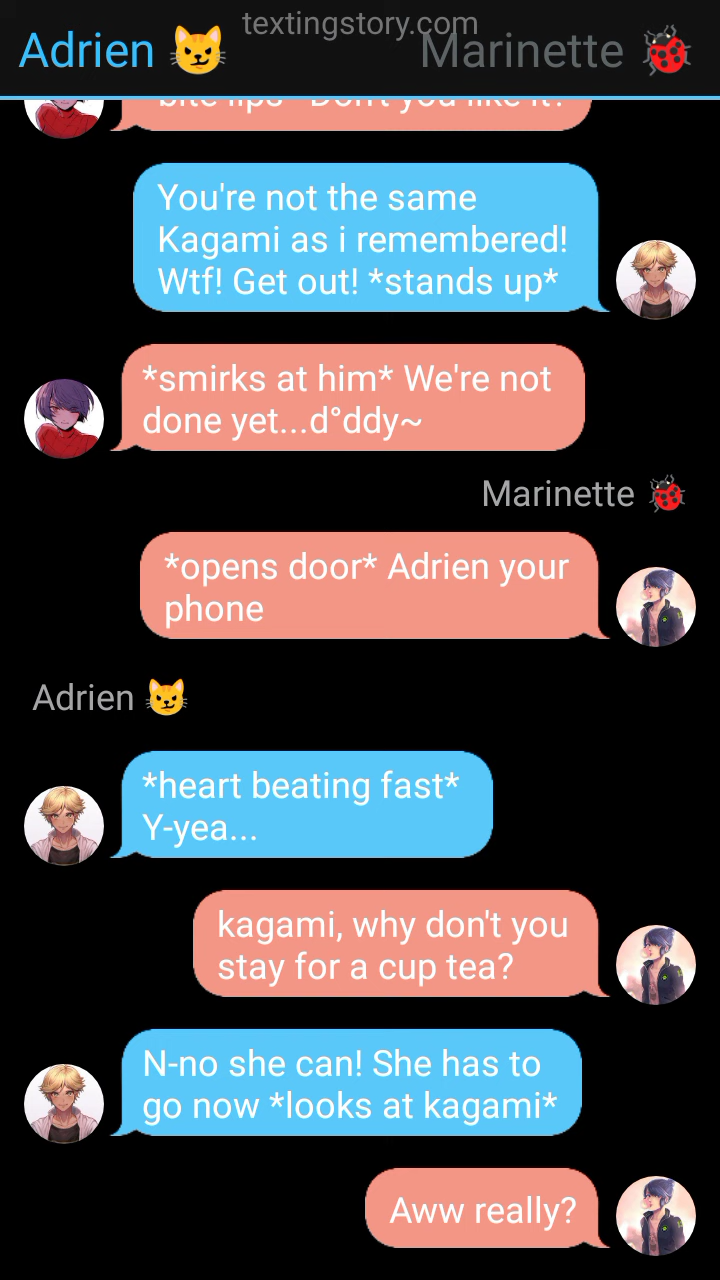 textingstory.com
Adrien 😼 Marinette 🐞
bite lips* Don't you like it?
You're not the same
Kagami as i remembered!
Wtf! Get out! *stands up*
*smirks at him* We're not
done yet...d°ddy~
Marinette 🐞
*opens door* Adrien your
phone
Adrien 😼
*heart beating fast*
Y-yea...
kagami, why don't you
stay for a cup tea?
N-no she can! She has to
go now *looks at kagami*
Aww really?